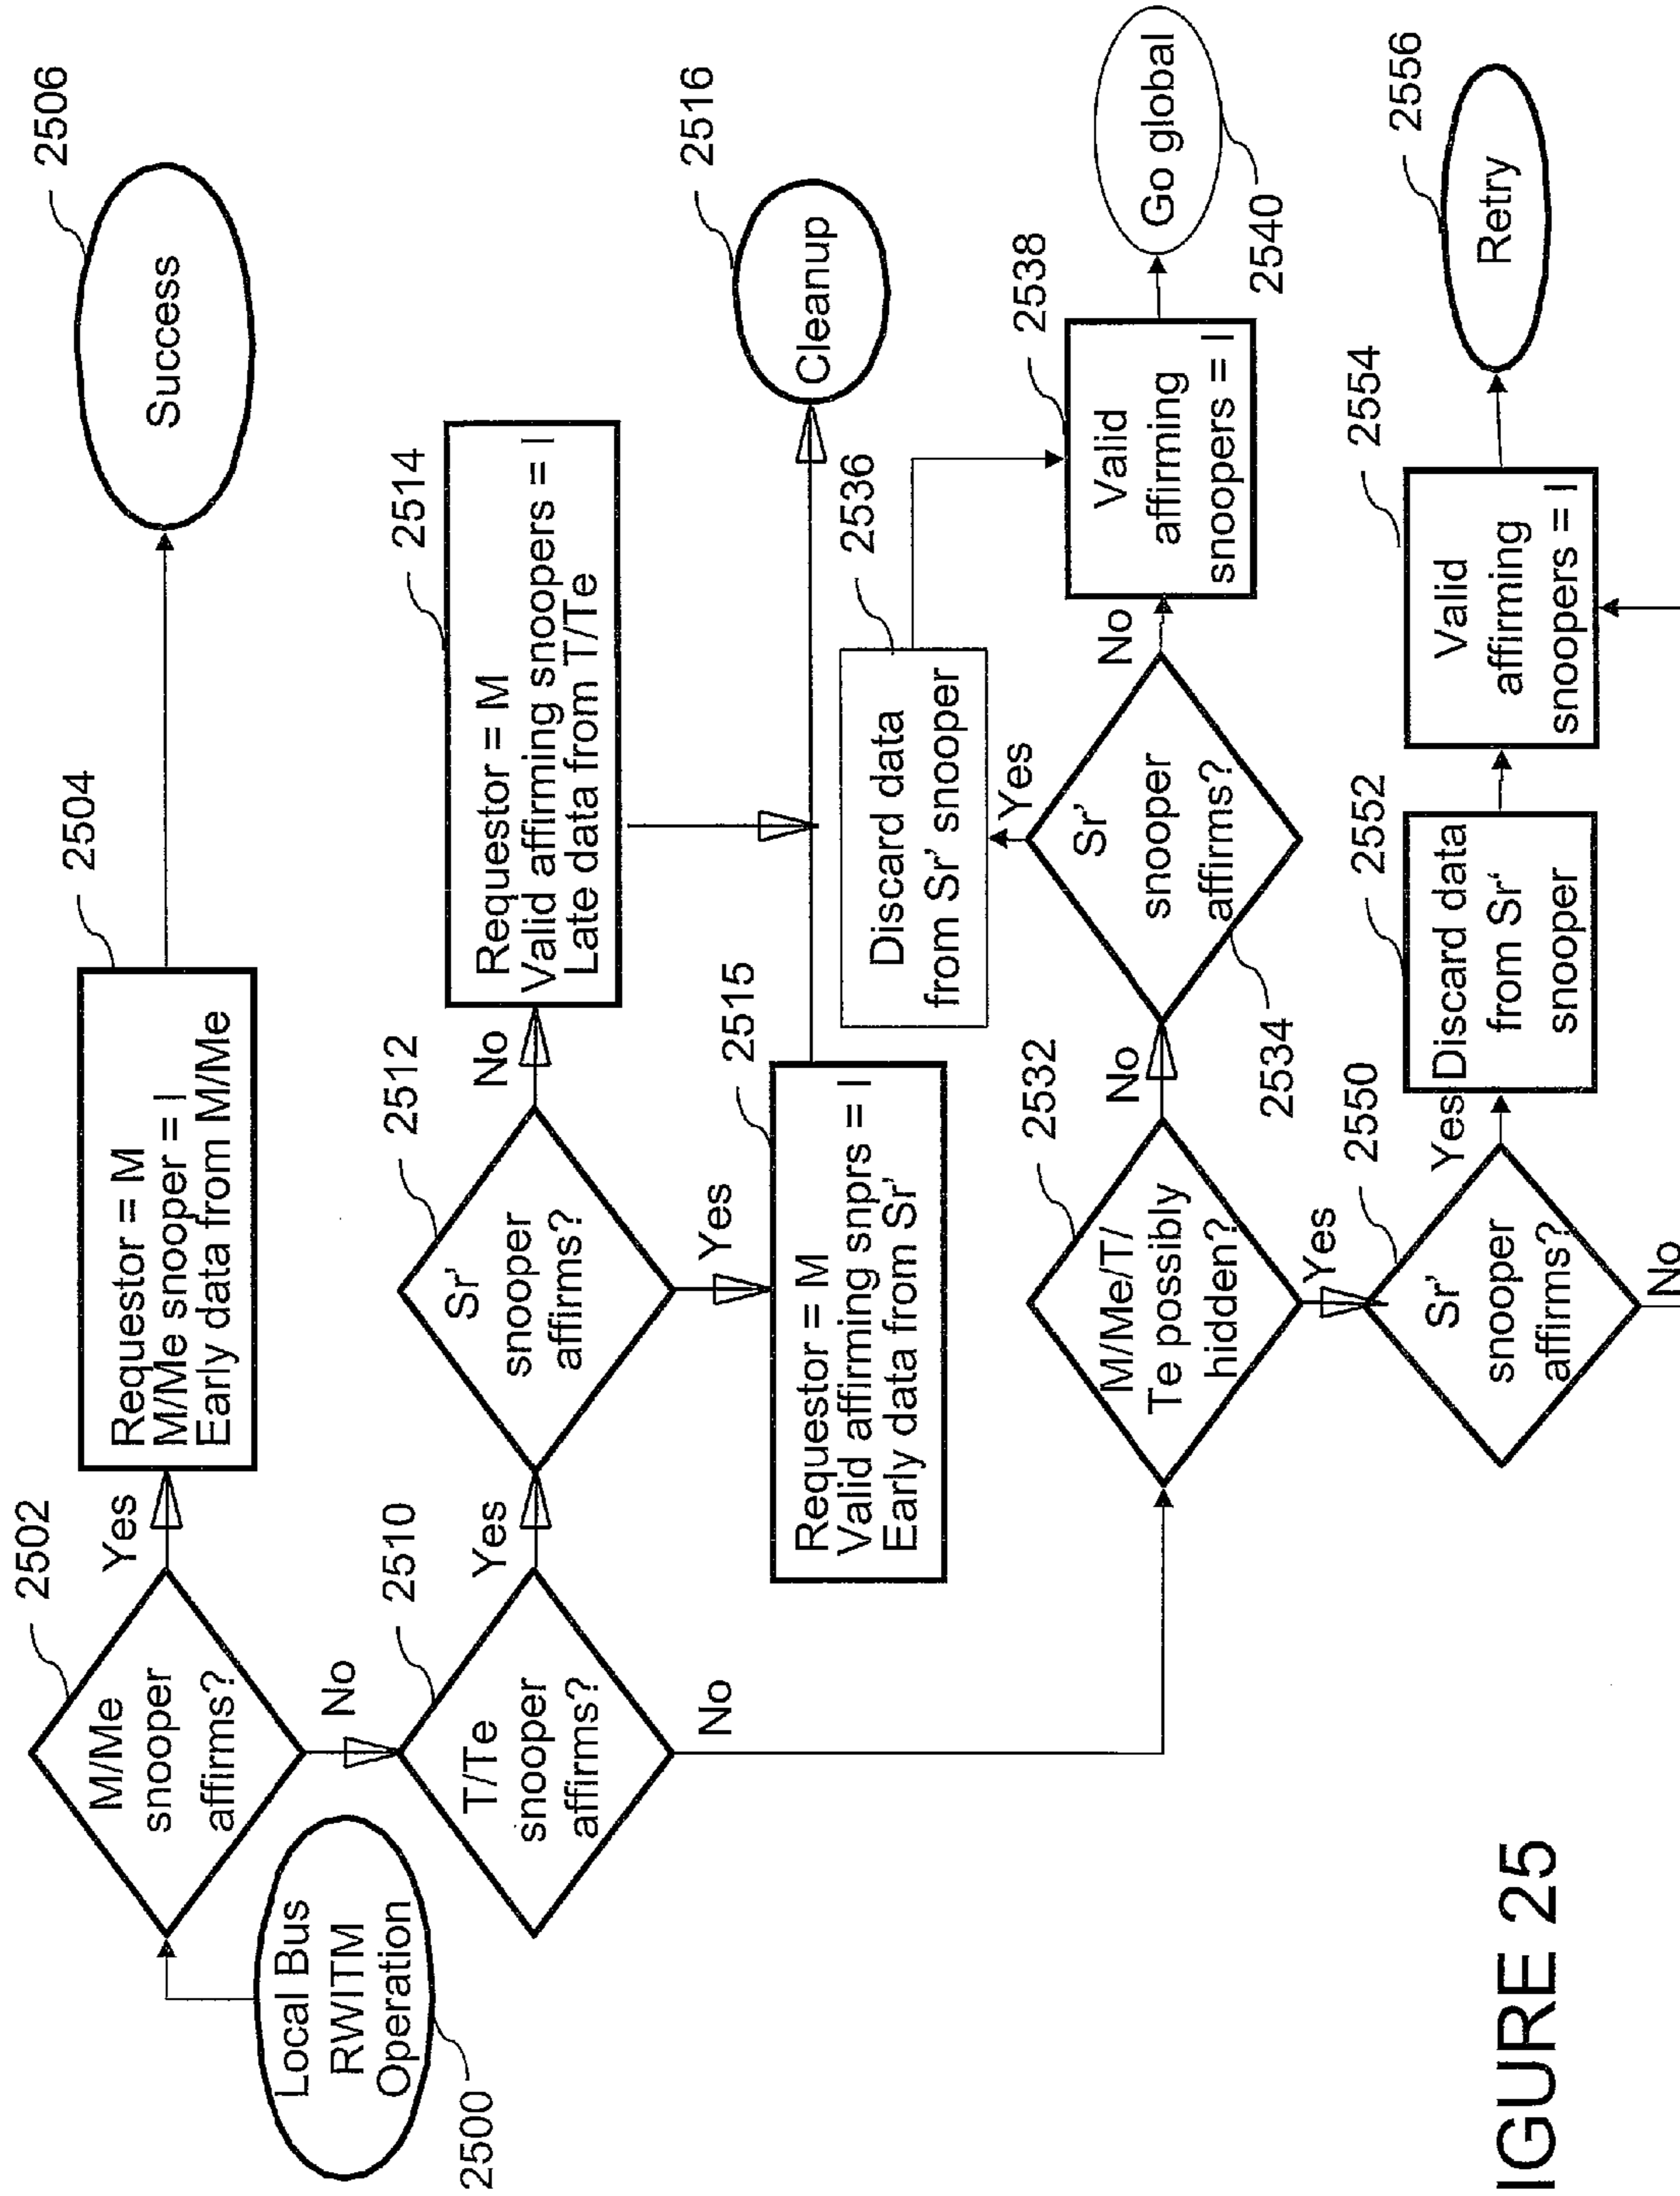 Local Bus
RWITM
Operation
2500
M/Me
snooper
affirms?
2502
Yes
No
Requestor = M
M/Me snooper = I
Early data from M/Me
2504
Success
2506
T/Te
snooper
affirms?
2510
Yes
No
Sr'
snooper
affirms?
2512
No
Yes
Requestor = M
Valid affirming snoopers = I
Late data from T/Te
2514
Requestor = M
Valid affirming snprs = I
Early data from Sr'
2515
Cleanup
2516
M/Me/T/
Te possibly
hidden?
2532
No
Yes
Sr'
snooper
affirms?
2534
Yes
No
Discard data
from Sr' snooper
2536
Valid
affirming
snoopers = I
2538
Go global
2540
Sr'
snooper
affirms?
2550
Yes
No
Discard data
from Sr'
snooper
2552
Valid
affirming
snoopers = I
2554
Retry
2556
IGURE 25